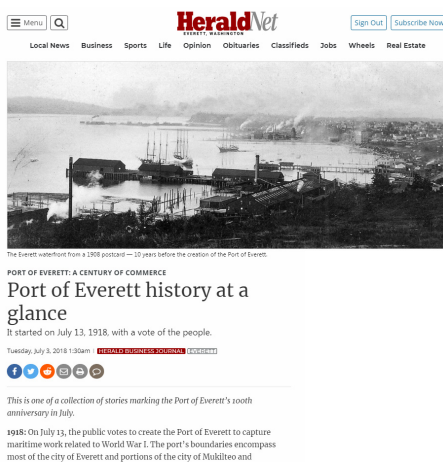 Menu
HeraldNet
EVERETT, WASHINGTON
Sign Out
Subscribe Now
Local News Business Sports Life Opinion Obituaries Classifieds Jobs Wheels Real Estate
The Everett waterfront from a 1908 postcard — 10 years before the creation of the Port of Everett.
PORT OF EVERETT: A CENTURY OF COMMERCE
Port of Everett history at a
glance
It started on July 13, 1918, with a vote of the people.
Tuesday, July 3, 2018 1:30am | HERALD BUSINESS JOURNAL EVERETT
This is one of a collection of stories marking the Port of Everett's 100th
anniversary in July.
1918: On July 13, the public votes to create the Port of Everett to capture
maritime work related to World War I. The port's boundaries encompass
most of the city of Everett and portions of the city of Mukilteo and